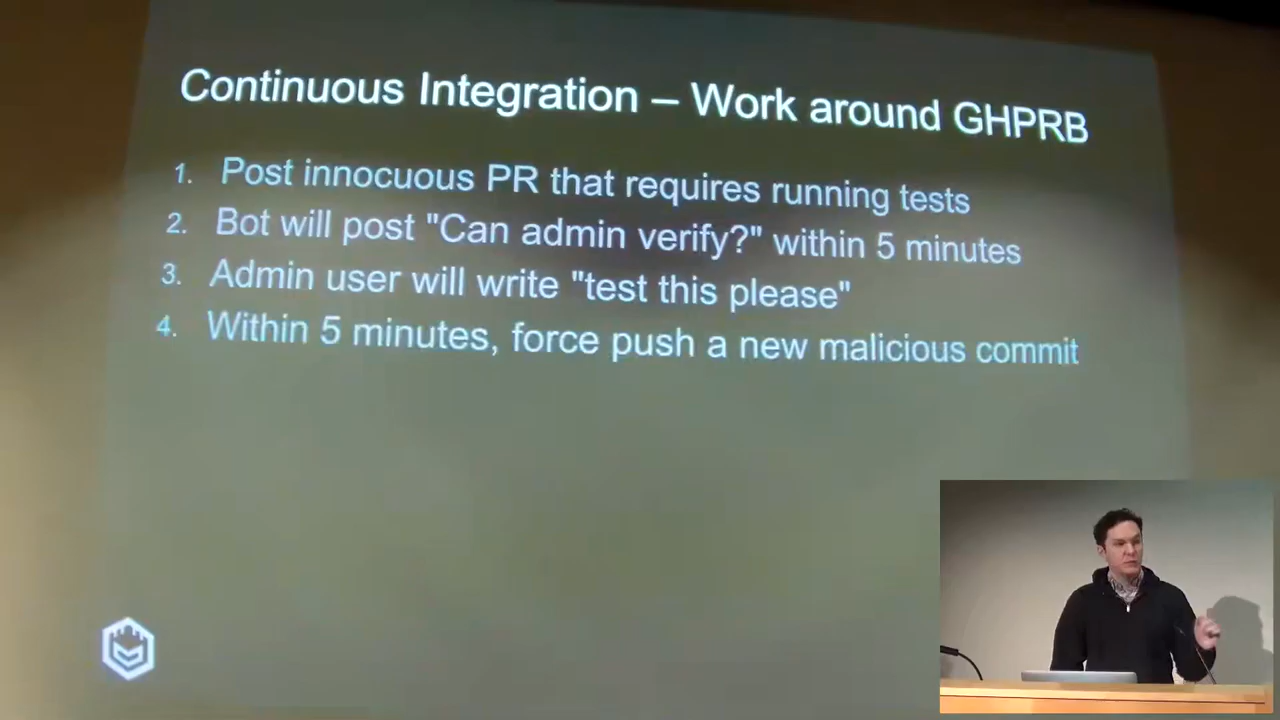 Continuous Integration – Work around GHPRB
1. Post innocuous PR that requires running tests
2. Bot will post "Can admin verify?" within 5 minutes
3. Admin user will write "test this please"
4. Within 5 minutes, force push a new malicious commit